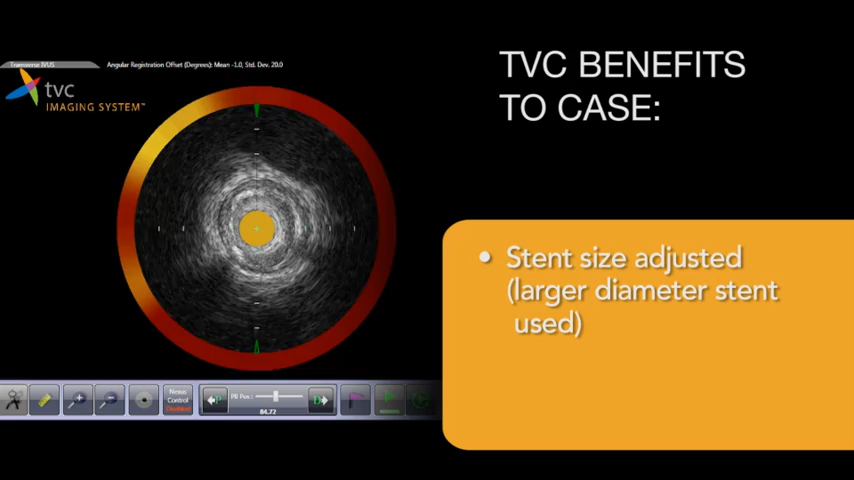 Transverse IVUS
Angular Registration Offset (Degrees): Mean -1.0, Std. Dev. 20.0
tvc
IMAGING SYSTEM™
TVC BENEFITS
TO CASE:
• Stent size adjusted
(larger diameter stent
used)
Nexus
Control
Disabled
P
PB Pos.:
84.72
D